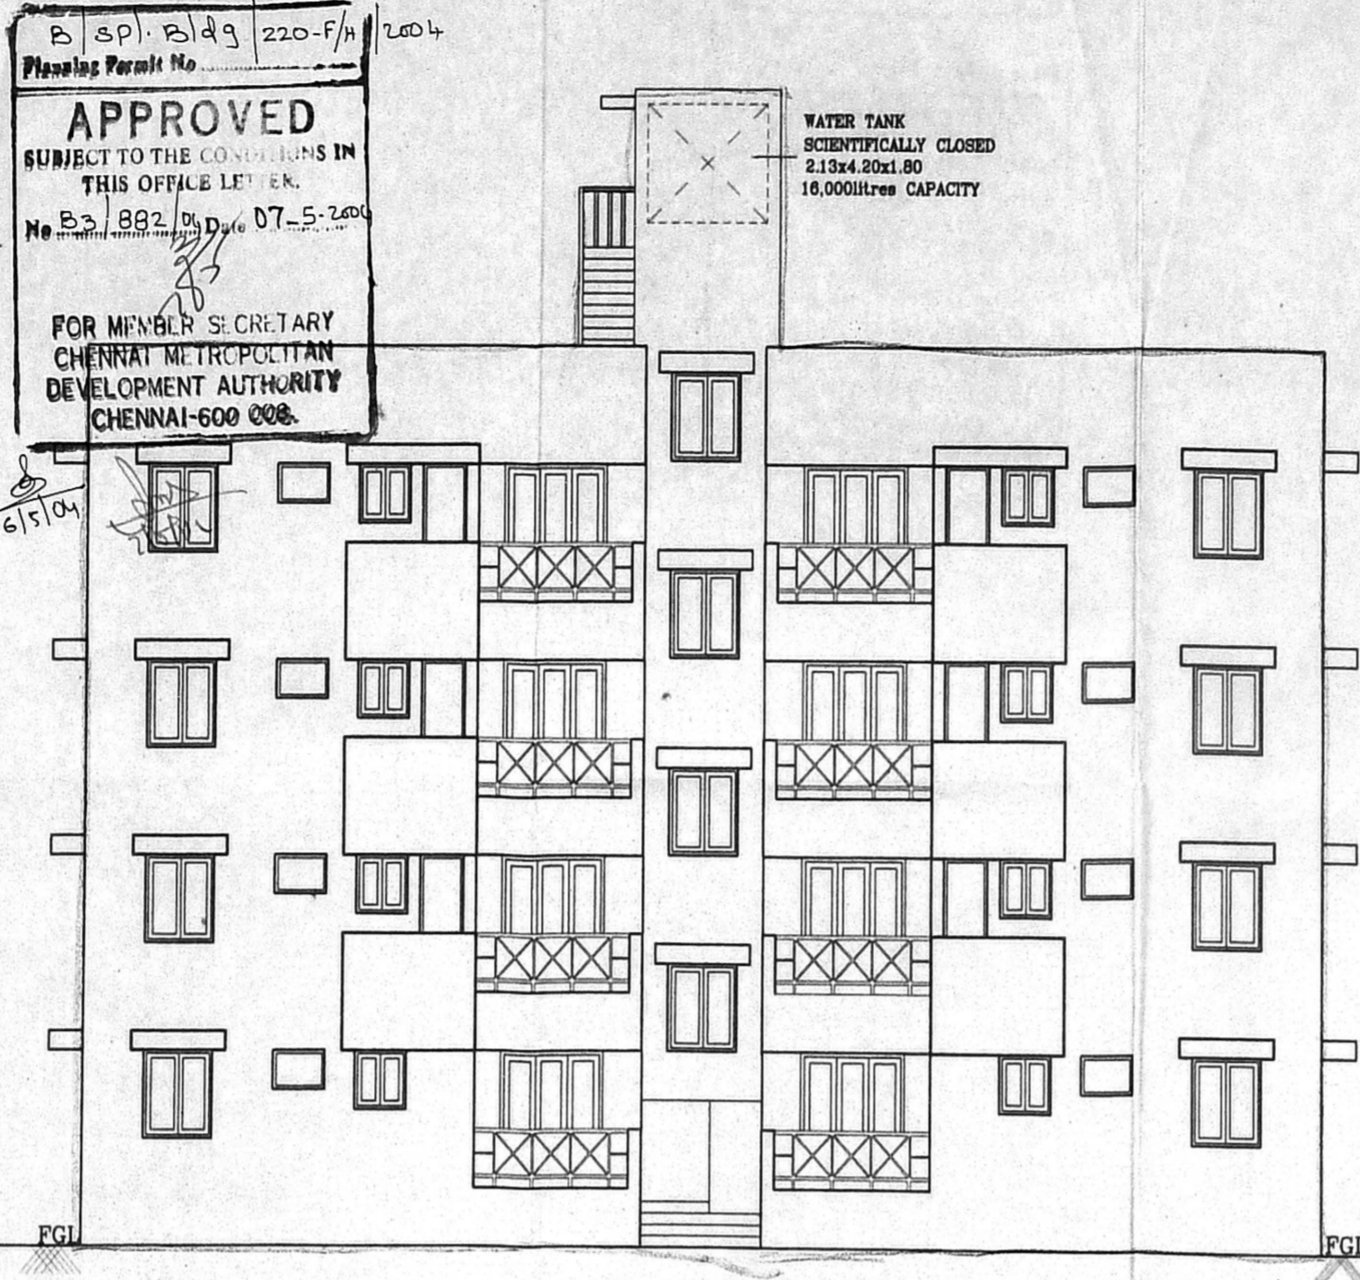 B/Spl. Bldg/220-F/H/2004
Planning Permit No
APPROVED
SUBJECT TO THE CONDITIONS IN
THIS OFFICE LETTER.
No B3/882/04 Date 07-5-2004
FOR MEMBER SECRETARY
CHENNAI METROPOLITAN
DEVELOPMENT AUTHORITY
CHENNAI-600 008.
6/5/04
WATER TANK
SCIENTIFICALLY CLOSED
2.13x4.20x1.80
16,000litres CAPACITY
FGL
FGL